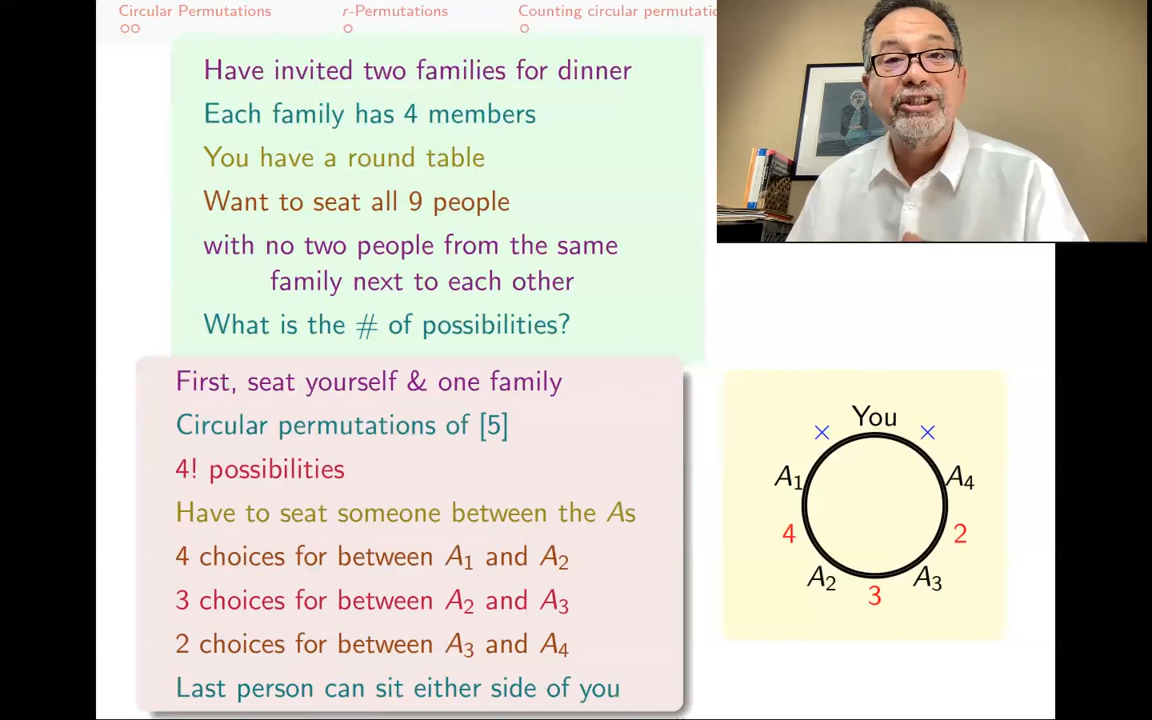 Circular Permutations
r-Permutations
Counting circular permutatio
Have invited two families for dinner
Each family has 4 members
You have a round table
Want to seat all 9 people
with no two people from the same
family next to each other
What is the # of possibilities?
First, seat yourself & one family
Circular permutations of [5]
4! possibilities
Have to seat someone between the As
4 choices for between A₁ and A₂
3 choices for between A₂ and A₃
2 choices for between A₃ and A₄
Last person can sit either side of you
You
× ×
A₁ A₄
4 2
A₂ A₃
3